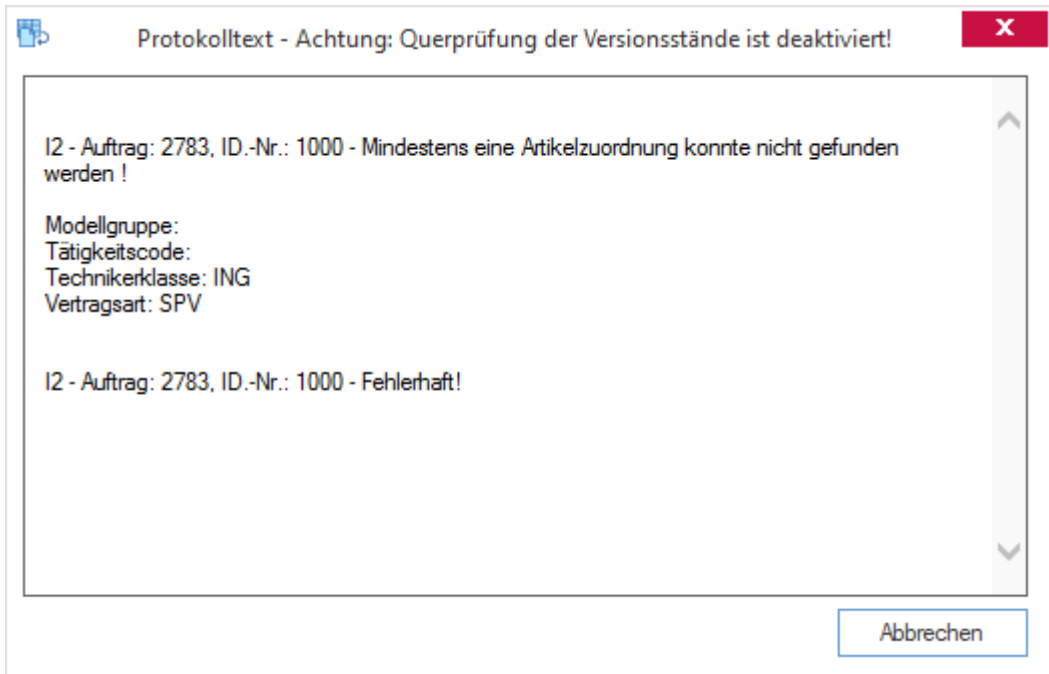 Protokolltext - Achtung: Querprüfung der Versionsstände ist deaktiviert!
I2 - Auftrag: 2783, ID.-Nr.: 1000 - Mindestens eine Artikelzuordnung konnte nicht gefunden
werden !
Modellgruppe:
Tätigkeitscode:
Technikerklasse: ING
Vertragsart: SPV
I2 - Auftrag: 2783, ID.-Nr.: 1000 - Fehlerhaft!
Abbrechen